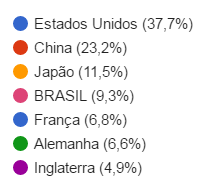 Estados Unidos (37,7%)
China (23,2%)
Japão (11,5%)
BRASIL (9,3%)
França (6,8%)
Alemanha (6,6%)
Inglaterra (4,9%)